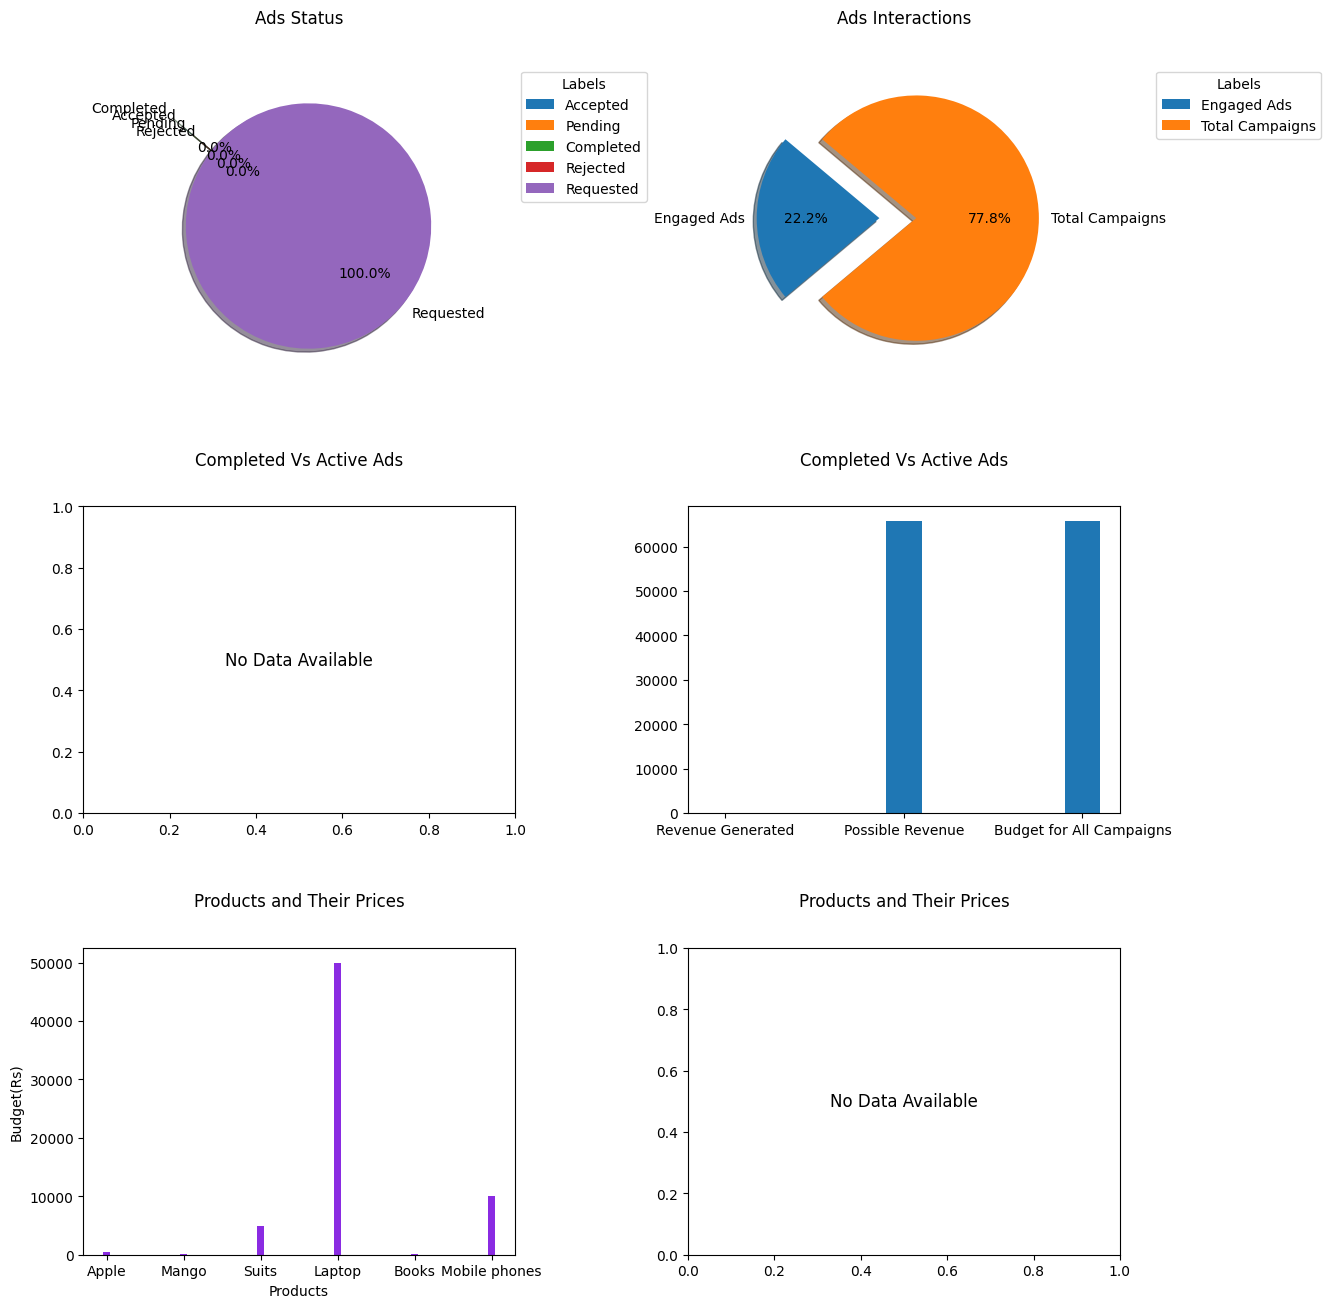 Ads Status
Completed
Accepted
Pending
Rejected
0.0%
0.0%
0.0%
0.0%
100.0%
Requested
Labels
Accepted
Pending
Completed
Rejected
Requested
Ads Interactions
Engaged Ads
22.2%
77.8%
Total Campaigns
Labels
Engaged Ads
Total Campaigns
Completed Vs Active Ads
1.0
0.8
0.6
0.4
0.2
0.0
No Data Available
0.0 0.2 0.4 0.6 0.8 1.0
Completed Vs Active Ads
60000
50000
40000
30000
20000
10000
0
Revenue Generated Possible Revenue Budget for All Campaigns
Products and Their Prices
Budget(Rs)
50000
40000
30000
20000
10000
0
Apple Mango Suits Laptop Books Mobile phones
Products
Products and Their Prices
1.0
0.8
0.6
0.4
0.2
0.0
No Data Available
0.0 0.2 0.4 0.6 0.8 1.0